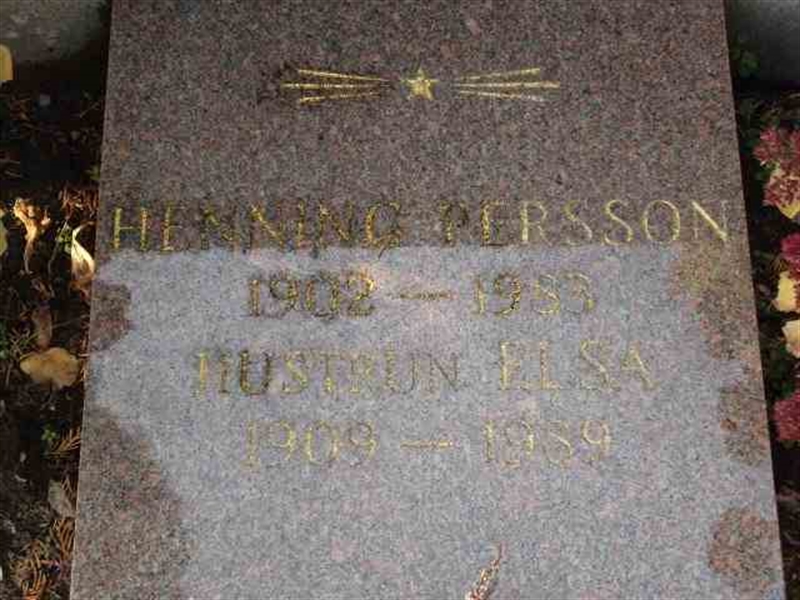 HENNING PERSSON
1902 — 1983
HUSTRUN ELSA
1909 — 1989